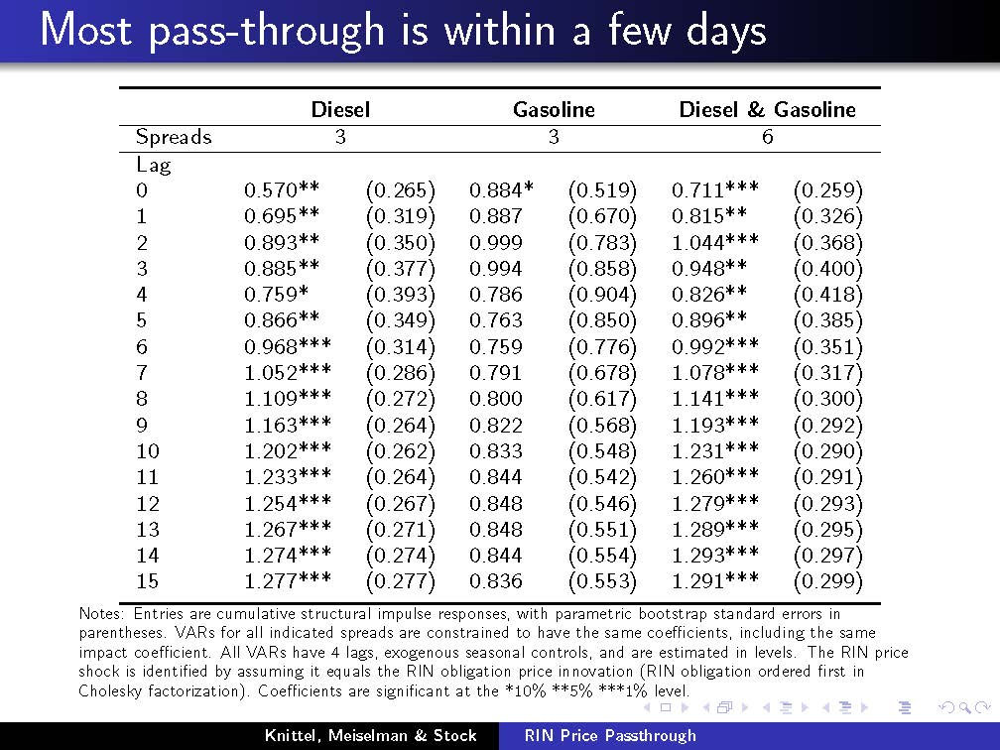 Most pass-through is within a few days
Diesel Gasoline Diesel & Gasoline
Spreads 3 3 6
Lag
0 0.570** (0.265) 0.884* (0.519) 0.711*** (0.259)
1 0.695** (0.319) 0.887 (0.670) 0.815** (0.326)
2 0.893** (0.350) 0.999 (0.783) 1.044*** (0.368)
3 0.885** (0.377) 0.994 (0.858) 0.948** (0.400)
4 0.759* (0.393) 0.786 (0.904) 0.826** (0.418)
5 0.866** (0.349) 0.763 (0.850) 0.896** (0.385)
6 0.968*** (0.314) 0.759 (0.776) 0.992*** (0.351)
7 1.052*** (0.286) 0.791 (0.678) 1.078*** (0.317)
8 1.109*** (0.272) 0.800 (0.617) 1.141*** (0.300)
9 1.163*** (0.264) 0.822 (0.568) 1.193*** (0.292)
10 1.202*** (0.262) 0.833 (0.548) 1.231*** (0.290)
11 1.233*** (0.264) 0.844 (0.542) 1.260*** (0.291)
12 1.254*** (0.267) 0.848 (0.546) 1.279*** (0.293)
13 1.267*** (0.271) 0.848 (0.551) 1.289*** (0.295)
14 1.274*** (0.274) 0.844 (0.554) 1.293*** (0.297)
15 1.277*** (0.277) 0.836 (0.553) 1.291*** (0.299)
Notes: Entries are cumulative structural impulse responses, with parametric bootstrap standard errors in
parentheses. VARs for all indicated spreads are constrained to have the same coefficients, including the same
impact coefficient. All VARs have 4 lags, exogenous seasonal controls, and are estimated in levels. The RIN price
shock is identified by assuming it equals the RIN obligation price innovation (RIN obligation ordered first in
Cholesky factorization). Coefficients are significant at the *10% **5% ***1% level.
Knittel, Meiselman & Stock RIN Price Passthrough